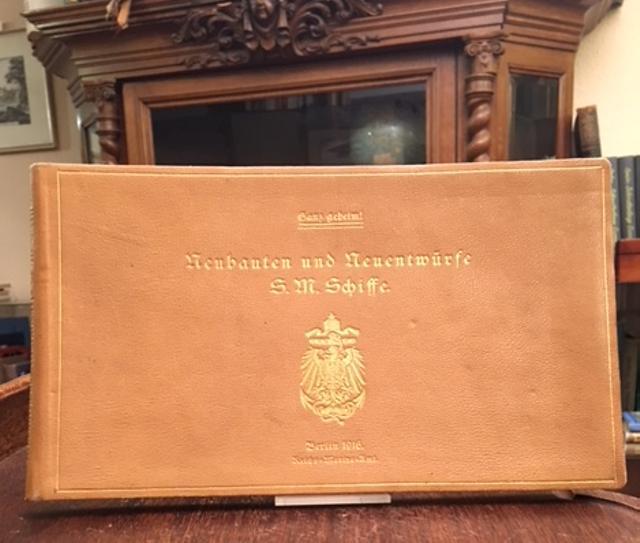 Ganz geheim!
Neubauten und Neuentwürfe
S. M. Schiffe.
Berlin 1916.
Reichs-Marine-Amt.